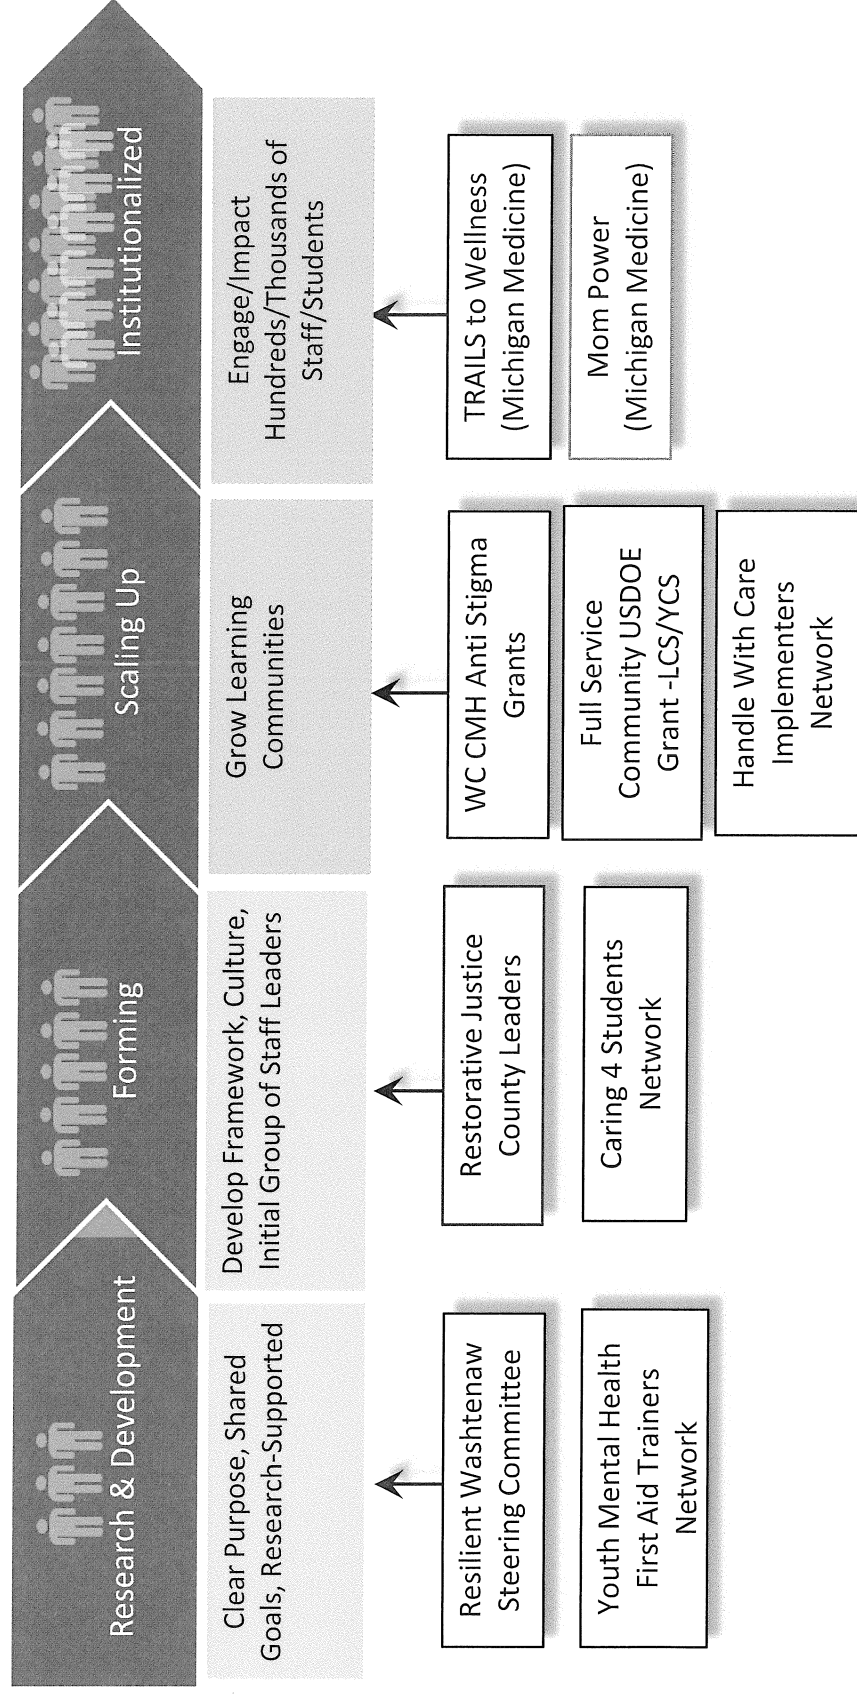 Research & Development
Forming
Scaling Up
Institutionalized
Clear Purpose, Shared
Goals, Research-Supported
Develop Framework, Culture,
Initial Group of Staff Leaders
Grow Learning
Communities
Engage/Impact
Hundreds/Thousands of
Staff/Students
Resilient Washtenaw
Steering Committee
Youth Mental Health
First Aid Trainers
Network
Restorative Justice
County Leaders
Caring 4 Students
Network
WC CMH Anti Stigma
Grants
Full Service
Community USDOE
Grant -LCS/YCS
Handle With Care
Implementers
Network
TRAILS to Wellness
(Michigan Medicine)
Mom Power
(Michigan Medicine)